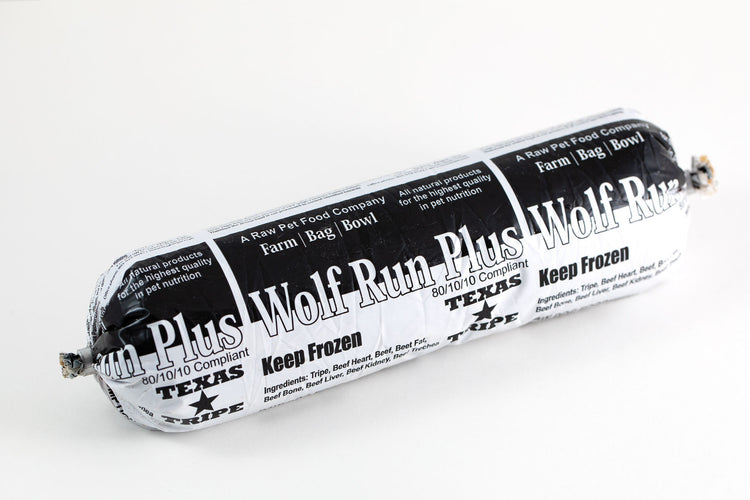 All natural products
for the highest quality
in pet nutrition
un Plus
80/10/10 Compliant
TEXAS
TRIPE
A Raw Pet Food Company
Farm | Bag | Bowl
All natural products
for the highest quality
in pet nutrition
Wolf Run Plus
80/10/10 Compliant
TEXAS
TRIPE
Keep Frozen
Ingredients: Tripe, Beef Heart, Beef, Beef Fat,
Beef Bone, Beef Liver, Beef Kidney, Beef Trachea
A Raw Pet Food Company
Farm | Bag | Bowl
Wolf Run
Keep Frozen
Ingredients: Tripe, Beef Heart, Beef,
Beef Bone, Beef Liver, Beef Kidney,